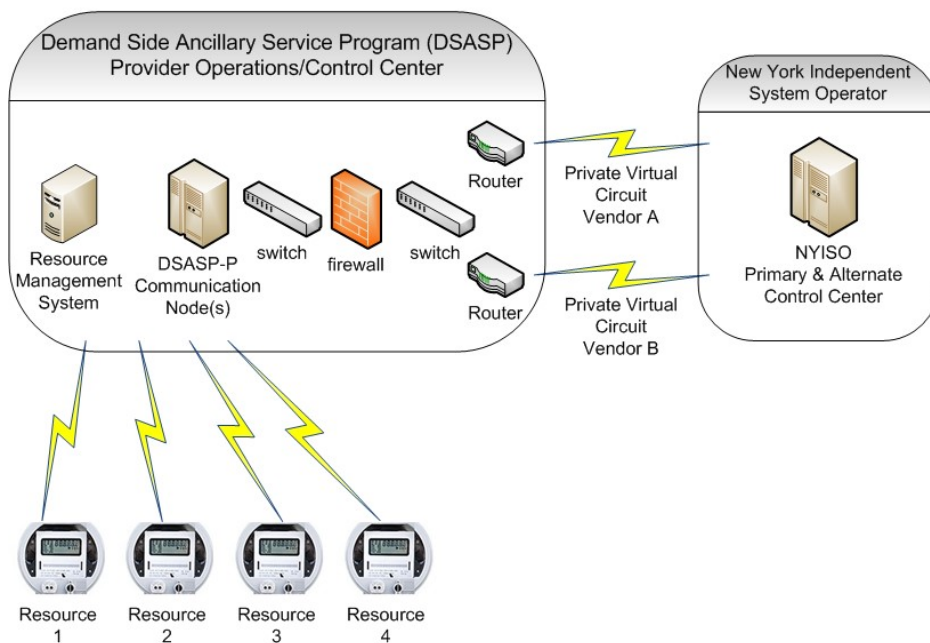 Demand Side Ancillary Service Program (DSASP)
Provider Operations/Control Center
New York Independent
System Operator
Router
Private Virtual
Circuit
Vendor A
Resource
Management
System
DSASP-P
Communication
Node(s)
switch
firewall
switch
Router
Private Virtual
Circuit
Vendor B
NYISO
Primary & Alternate
Control Center
Resource
1
Resource
2
Resource
3
Resource
4